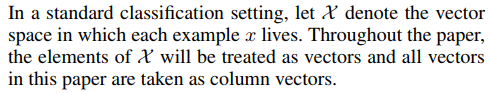 In a standard classification setting, let 𝒳 denote the vector
space in which each example x lives. Throughout the paper,
the elements of 𝒳 will be treated as vectors and all vectors
in this paper are taken as column vectors.